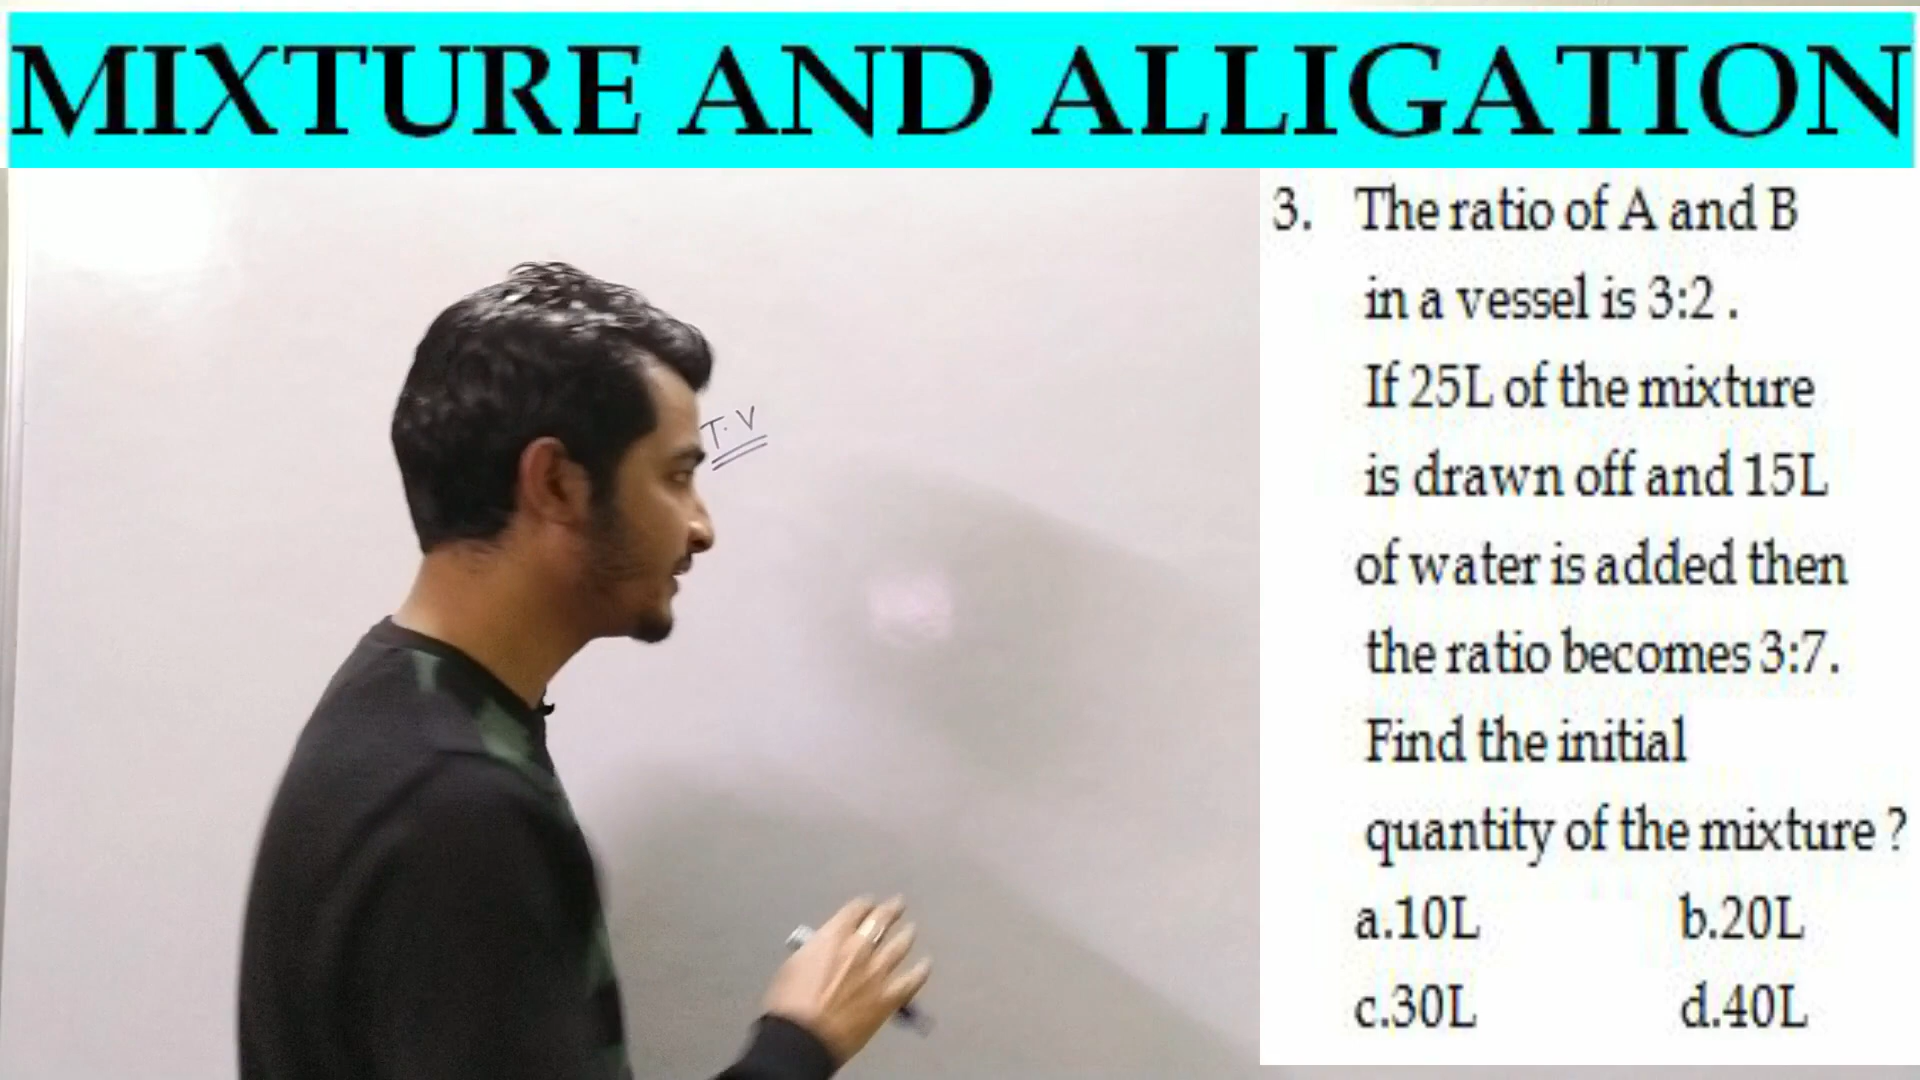 MIXTURE AND ALLIGATION
T.V
3. The ratio of A and B
in a vessel is 3:2 .
If 25L of the mixture
is drawn off and 15L
of water is added then
the ratio becomes 3:7.
Find the initial
quantity of the mixture ?
a.10L b.20L
c.30L d.40L